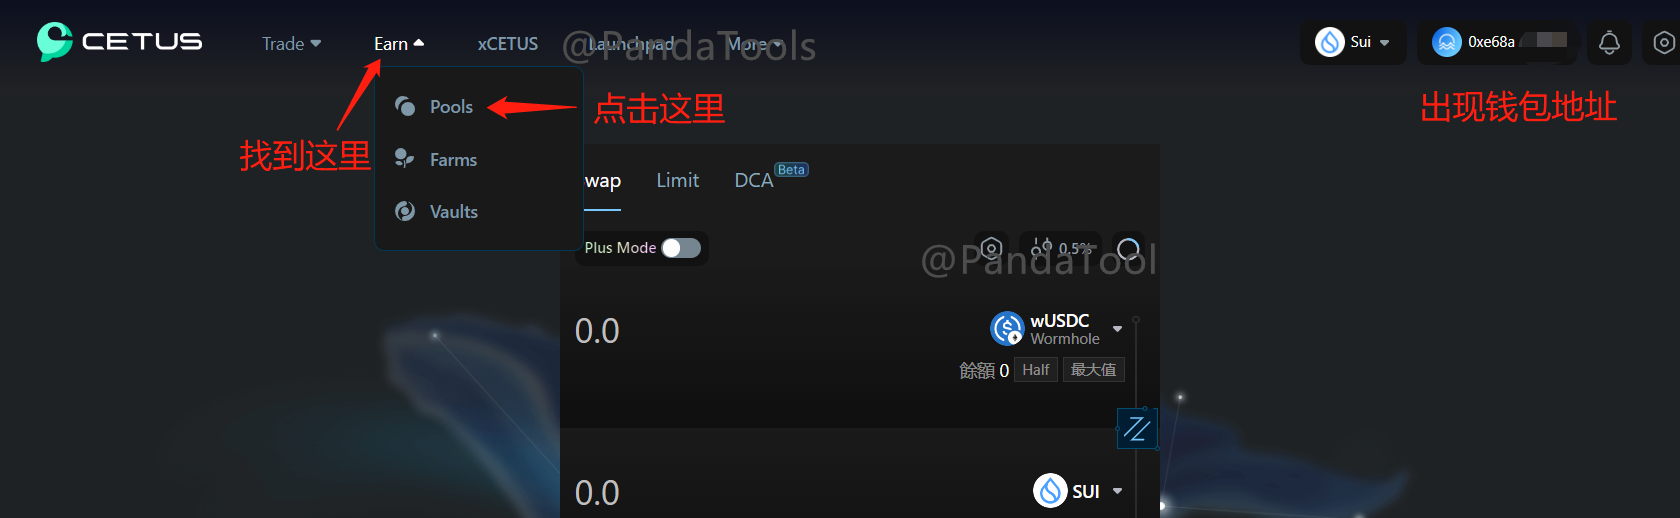 CETUS
Trade
Earn
xCETUS
Launchpad
More
@PandaTools
Sui
0xe68a
Pools
点击这里
出现钱包地址
找到这里
Farms
Vaults
wap
Limit
DCA
Beta
Plus Mode
0.5%
@PandaTool
0.0
wUSDC
Wormhole
餘額 0
Half
最大值
0.0
SUI